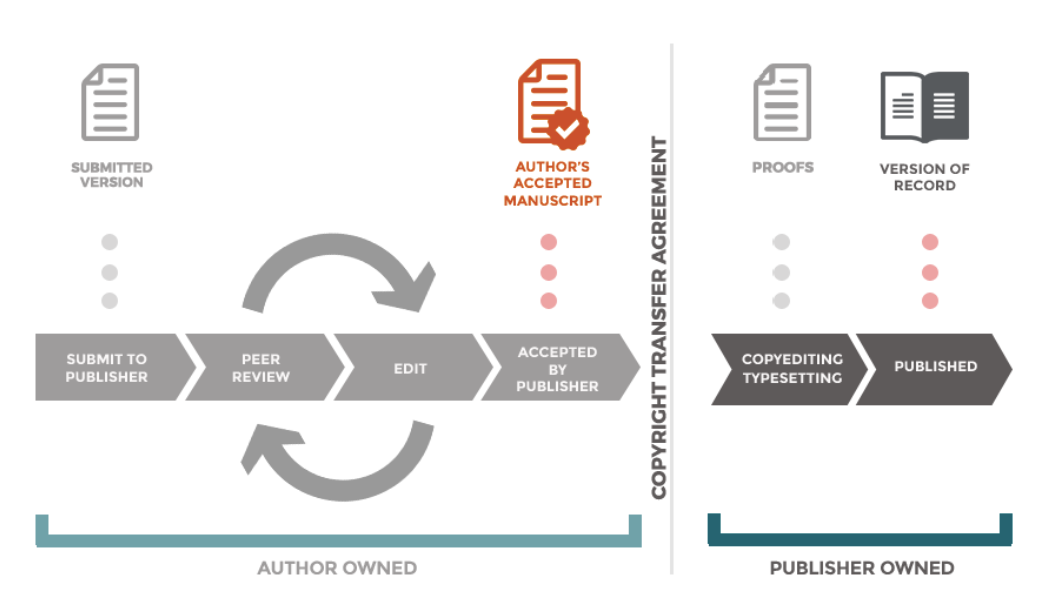 SUBMITTED
VERSION
AUTHOR'S
ACCEPTED
MANUSCRIPT
COPYRIGHT TRANSFER AGREEMENT
PROOFS
VERSION OF
RECORD
SUBMIT TO
PUBLISHER
PEER
REVIEW
EDIT
ACCEPTED
BY
PUBLISHER
COPYEDITING
TYPESETTING
PUBLISHED
AUTHOR OWNED
PUBLISHER OWNED